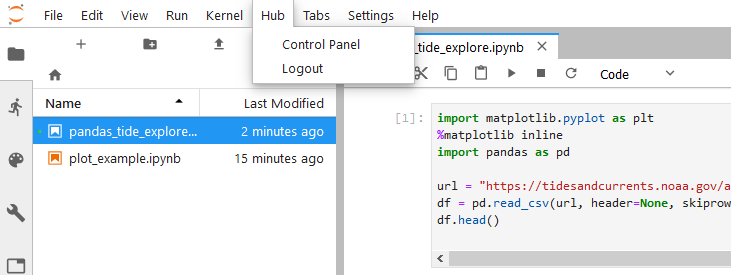 File Edit View Run Kernel Hub Tabs Settings Help
Control Panel
Logout
_tide_explore.ipynb
Code
Name Last Modified
pandas_tide_explore... 2 minutes ago
plot_example.ipynb 15 minutes ago
[1]: import matplotlib.pyplot as plt
%matplotlib inline
import pandas as pd
url = "https://tidesandcurrents.noaa.gov/a
df = pd.read_csv(url, header=None, skiprow
df.head()